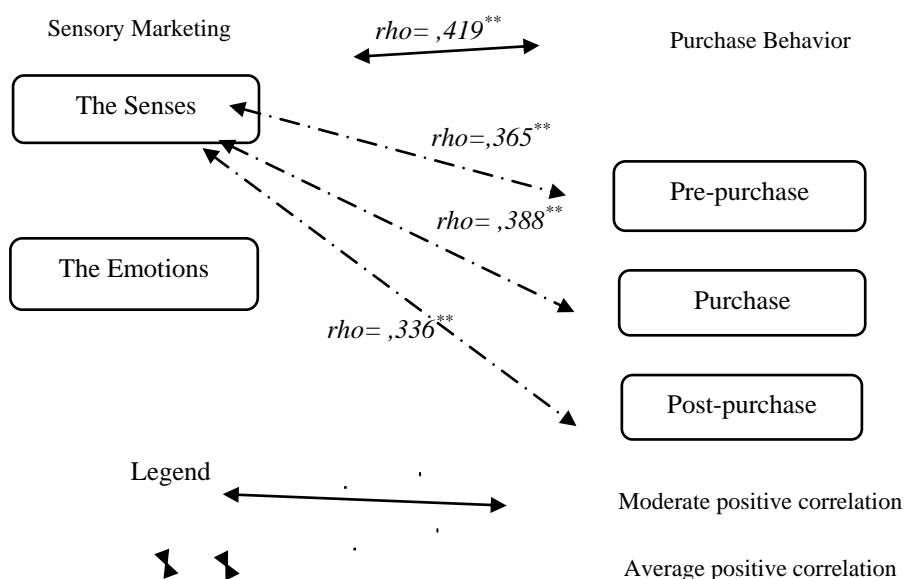 Sensory Marketing
rho= ,419**
Purchase Behavior
The Senses
rho=,365**
Pre-purchase
rho= ,388**
The Emotions
Purchase
rho= ,336**
Post-purchase
Legend
Moderate positive correlation
Average positive correlation